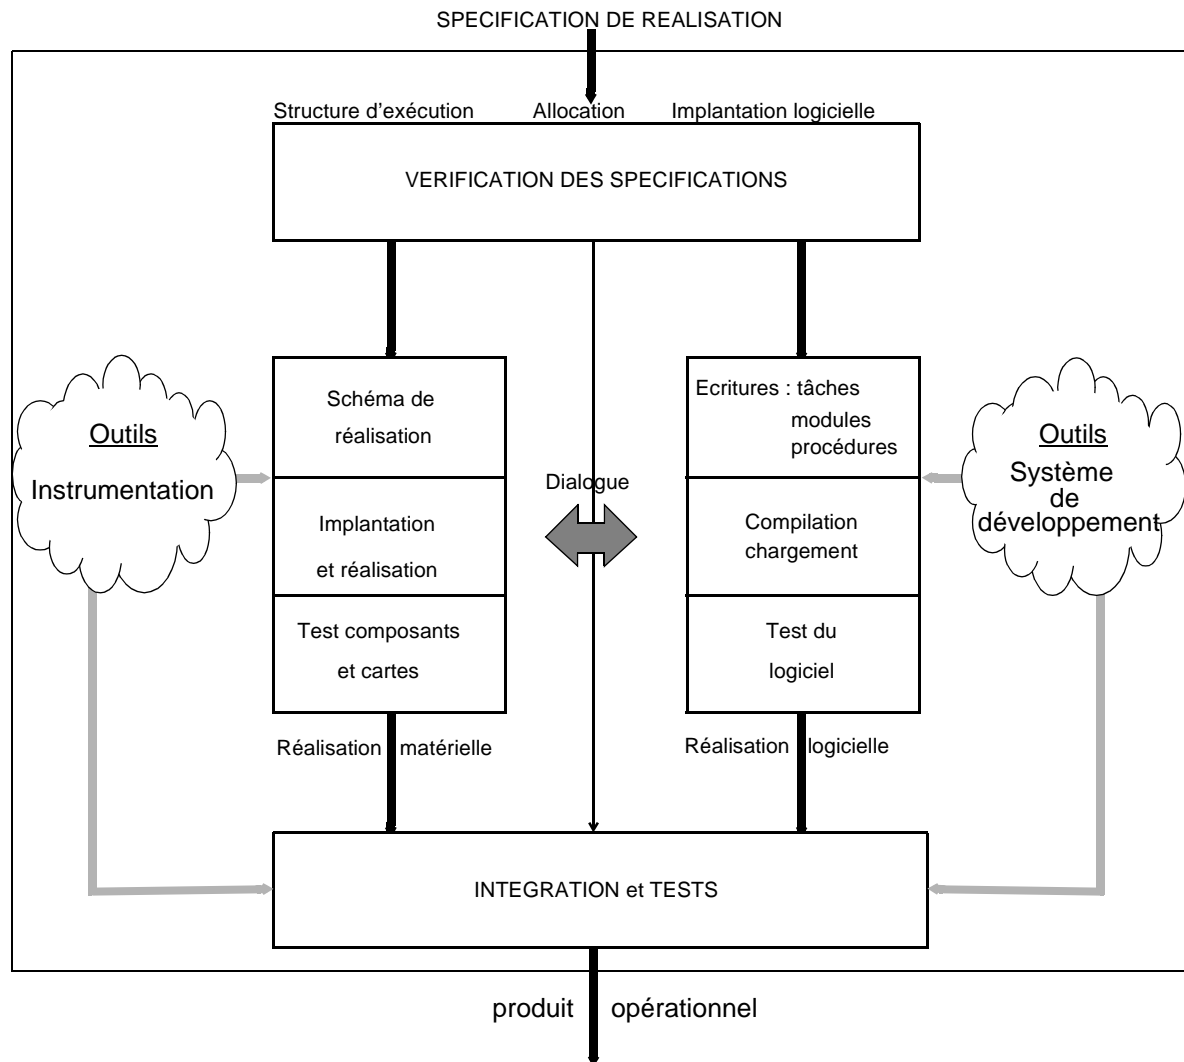 SPECIFICATION DE REALISATION
Structure d'exécution
Allocation
Implantation logicielle
VERIFICATION DES SPECIFICATIONS
Schéma de
réalisation
Implantation
et réalisation
Test composants
et cartes
Ecritures : tâches
modules
procédures
Compilation
chargement
Test du
logiciel
Outils
Instrumentation
Dialogue
Outils
Système
de
développement
Réalisation matérielle
Réalisation logicielle
INTEGRATION et TESTS
produit opérationnel